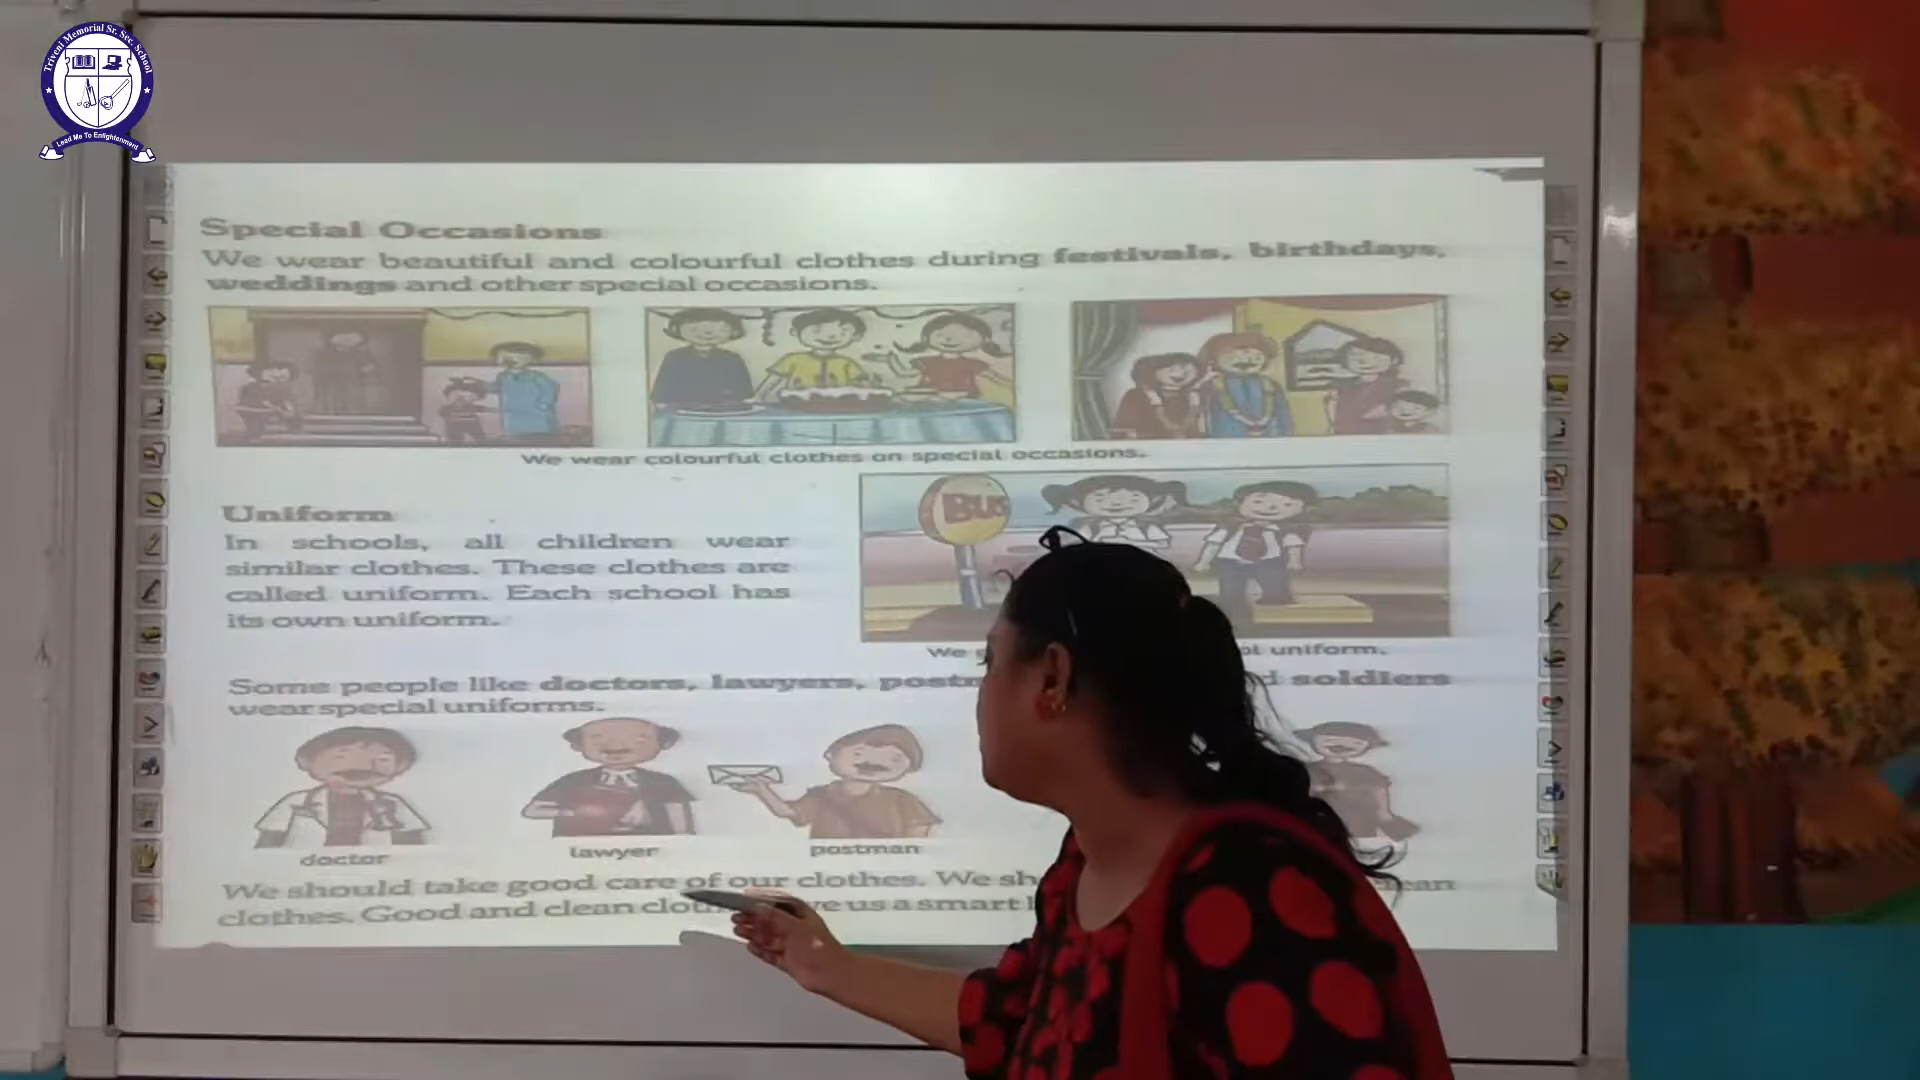 Triveni Memorial Sr. Sec. School
Lead Me To Enlightenment
Special Occasions
We wear beautiful and colourful clothes during festivals, birthdays,
weddings and other special occasions.
We wear colourful clothes on special occasions.
Uniform
In schools, all children wear
similar clothes. These clothes are
called uniform. Each school has
its own uniform.
Bus
We uniform.
Some people like doctors, lawyers, soldiers
wear special uniforms.
doctor
lawyer
postman
We should take good care of our clothes. We clean
clothes. Good and clean us a smart